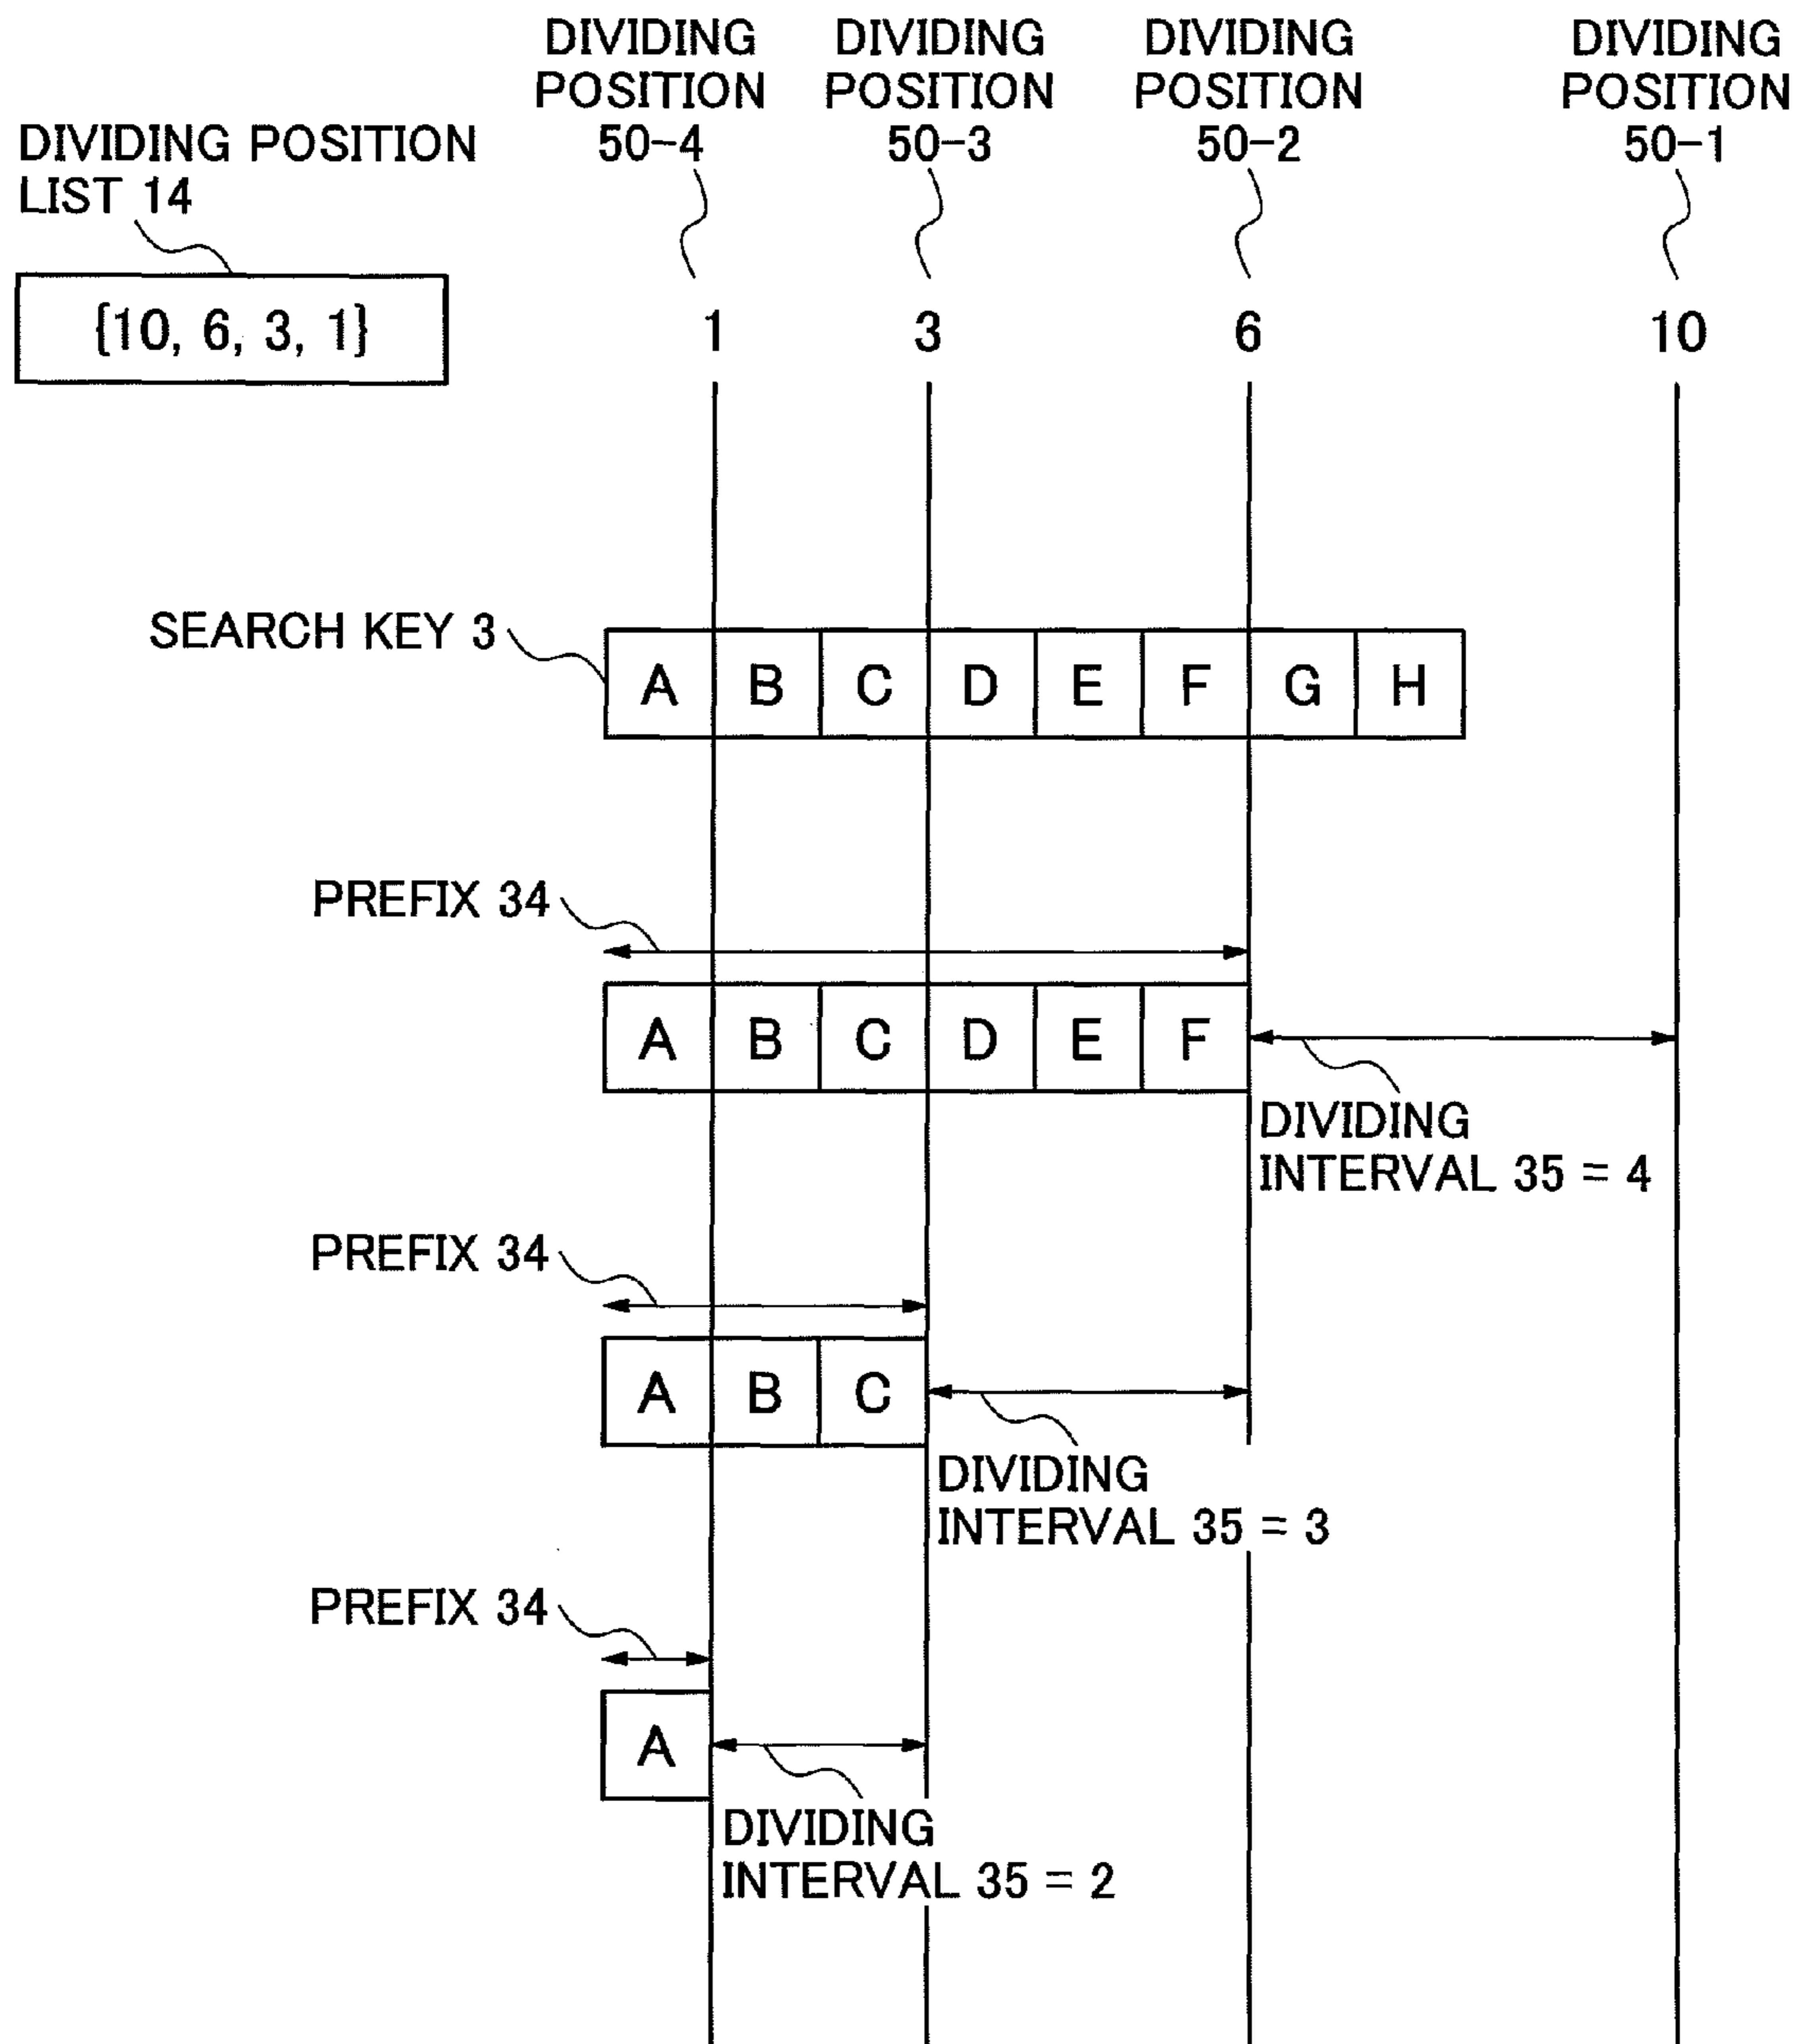 DIVIDING
POSITION
50-4
DIVIDING
POSITION
50-3
DIVIDING
POSITION
50-2
DIVIDING
POSITION
50-1
DIVIDING POSITION
LIST 14
{10, 6, 3, 1}
1
3
6
10
SEARCH KEY 3
A B C D E F G H
PREFIX 34
A B C D E F
DIVIDING
INTERVAL 35 = 4
PREFIX 34
A B C
DIVIDING
INTERVAL 35 = 3
PREFIX 34
A
DIVIDING
INTERVAL 35 = 2